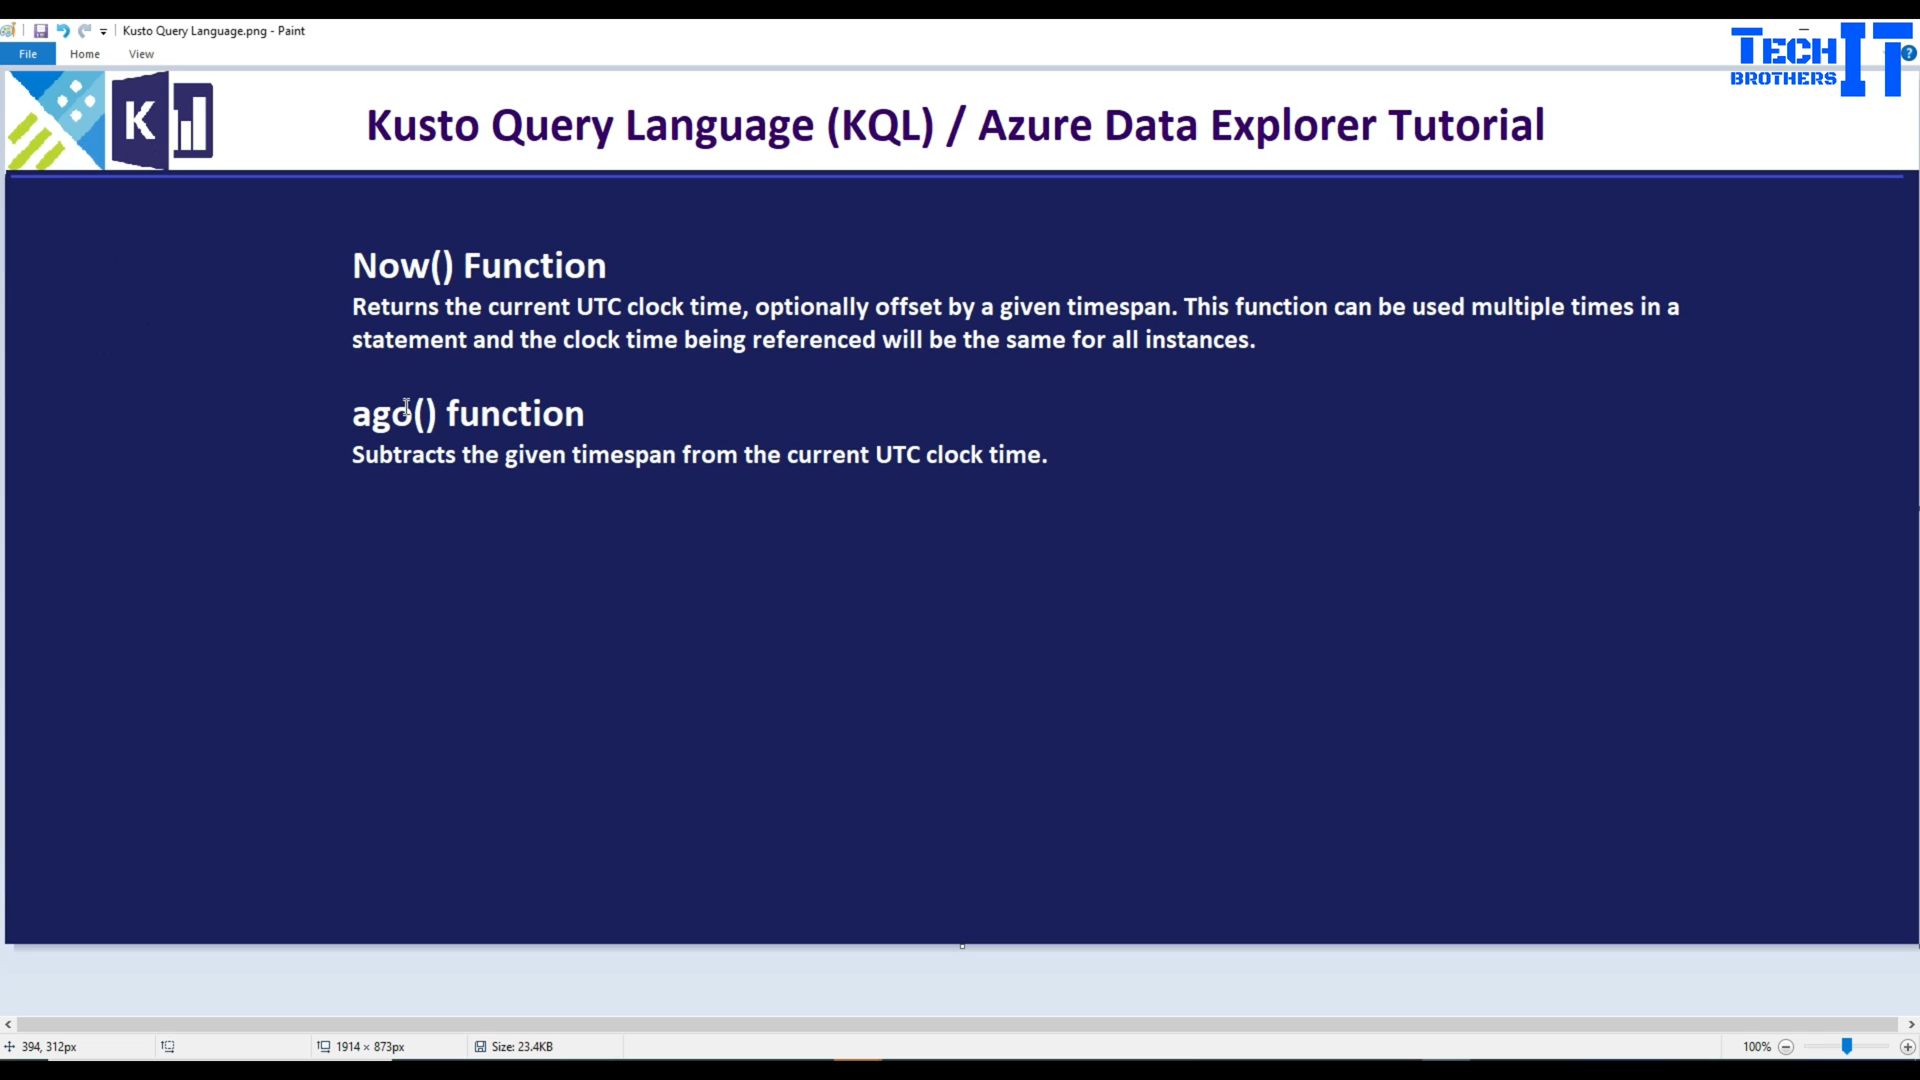 Kusto Query Language.png - Paint
File Home View
TECH IT
BROTHERS
K
Kusto Query Language (KQL) / Azure Data Explorer Tutorial
Now() Function
Returns the current UTC clock time, optionally offset by a given timespan. This function can be used multiple times in a
statement and the clock time being referenced will be the same for all instances.
ago() function
Subtracts the given timespan from the current UTC clock time.
394, 312px 1914 × 873px Size: 23.4KB 100%